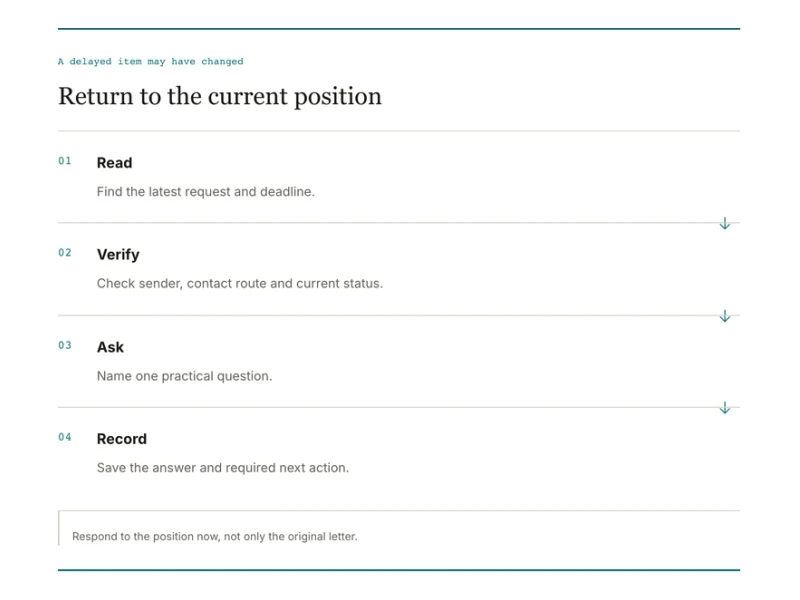 A delayed item may have changed
Return to the current position
01 Read
Find the latest request and deadline.
02 Verify
Check sender, contact route and current status.
03 Ask
Name one practical question.
04 Record
Save the answer and required next action.
Respond to the position now, not only the original letter.